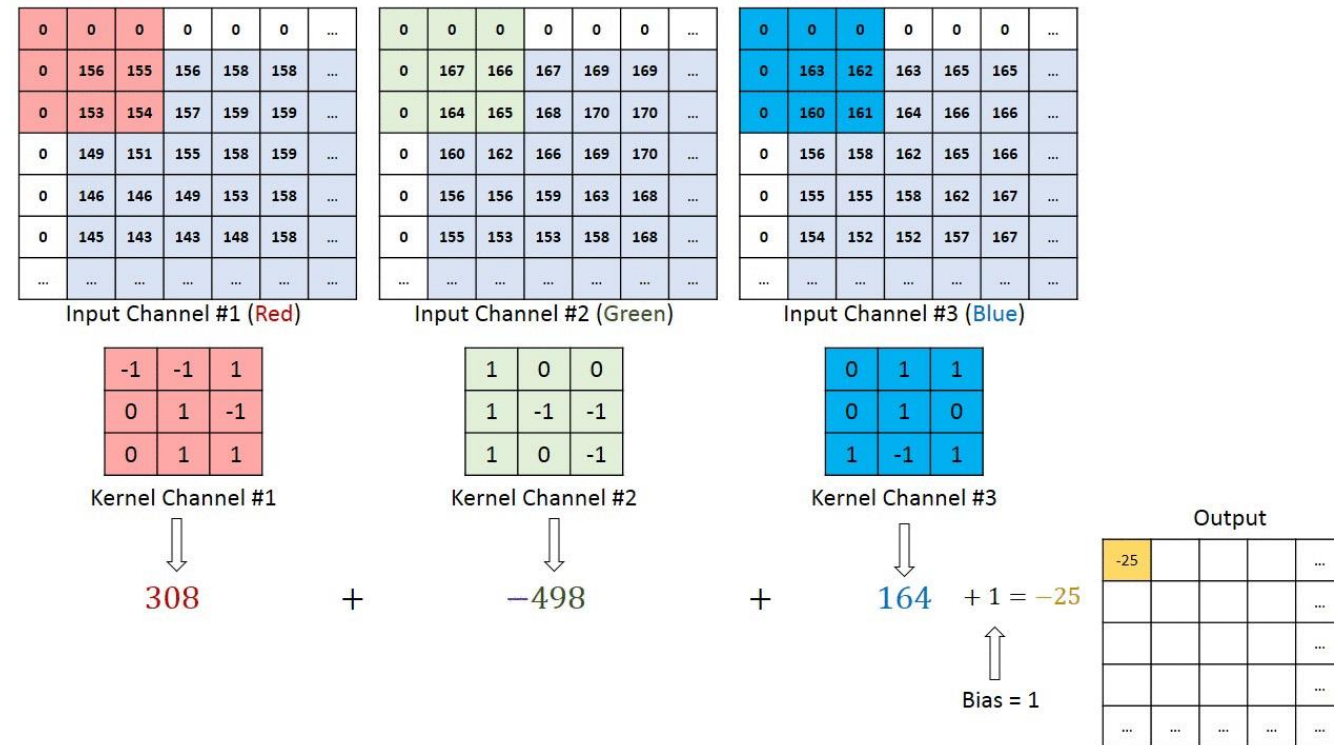 0 0 0 0 0 0 ... 0 0 0 0 0 0 ... 0 0 0 0 0 0 ...
0 156 155 156 158 158 ... 0 167 166 167 169 169 ... 0 163 162 163 165 165 ...
0 153 154 157 159 159 ... 0 164 165 168 170 170 ... 0 160 161 164 166 166 ...
0 149 151 155 158 159 ... 0 160 162 166 169 170 ... 0 156 158 162 165 166 ...
0 146 146 149 153 158 ... 0 156 156 159 163 168 ... 0 155 155 158 162 167 ...
0 145 143 143 148 158 ... 0 155 153 153 158 168 ... 0 154 152 152 157 167 ...
... ... ... ... ... ... ... ... ... ... ... ... ... ... ... ... ... ... ... ... ...
Input Channel #1 (Red) Input Channel #2 (Green) Input Channel #3 (Blue)
-1 -1 1 1 0 0 0 1 1
0 1 -1 1 -1 -1 0 1 0
0 1 1 1 0 -1 1 -1 1
Kernel Channel #1 Kernel Channel #2 Kernel Channel #3
Output
-25 ...
308 + −498 + 164 + 1 = −25
...
...
...
Bias = 1
... ... ... ... ...